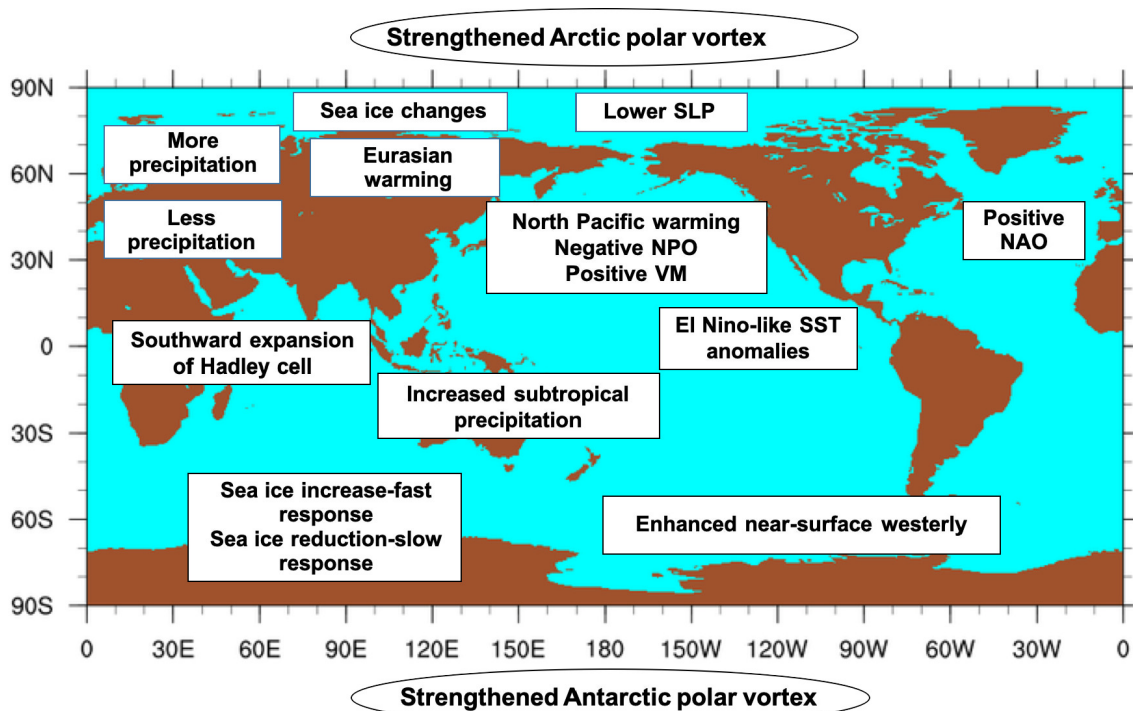 Strengthened Arctic polar vortex
90N
Sea ice changes
Lower SLP
More
precipitation
Eurasian
warming
60N
Less
precipitation
North Pacific warming
Negative NPO
Positive VM
Positive
NAO
30N
Southward expansion
of Hadley cell
El Nino-like SST
anomalies
0
Increased subtropical
precipitation
30S
Sea ice increase-fast
response
Sea ice reduction-slow
response
Enhanced near-surface westerly
60S
90S
0 30E 60E 90E 120E 150E 180 150W 120W 90W 60W 30W 0
Strengthened Antarctic polar vortex